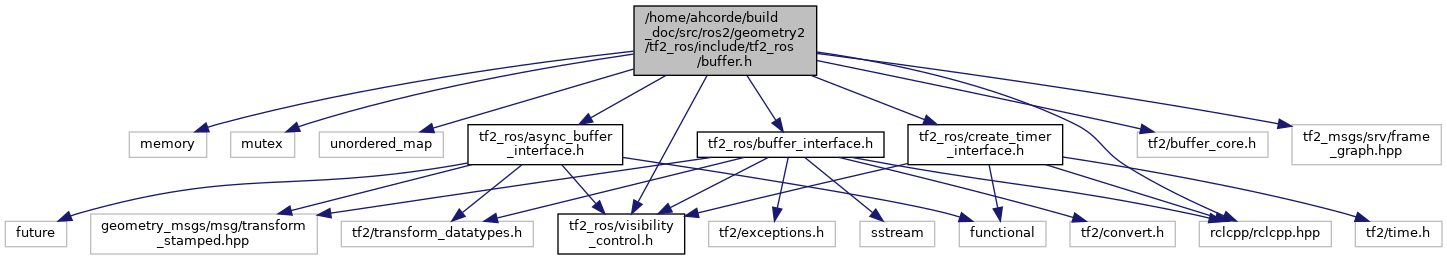 /home/ahcorde/build
_doc/src/ros2/geometry2
/tf2_ros/include/tf2_ros
/buffer.h
memory
mutex
unordered_map
tf2_ros/async_buffer
_interface.h
tf2_ros/buffer_interface.h
tf2_ros/create_timer
_interface.h
tf2/buffer_core.h
tf2_msgs/srv/frame
_graph.hpp
future
geometry_msgs/msg/transform
_stamped.hpp
tf2/transform_datatypes.h
tf2_ros/visibility
_control.h
tf2/exceptions.h
sstream
functional
tf2/convert.h
rclcpp/rclcpp.hpp
tf2/time.h